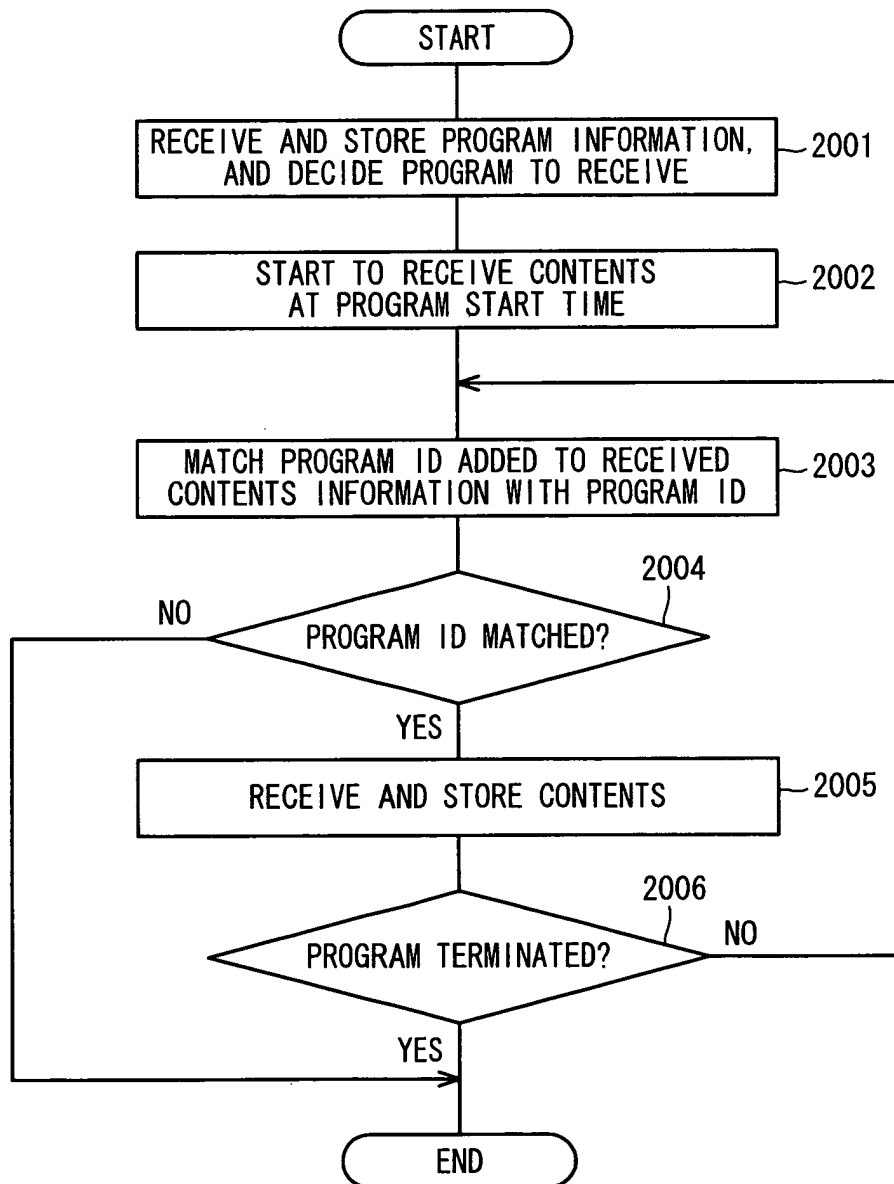 START
RECEIVE AND STORE PROGRAM INFORMATION,
AND DECIDE PROGRAM TO RECEIVE
2001
START TO RECEIVE CONTENTS
AT PROGRAM START TIME
2002
MATCH PROGRAM ID ADDED TO RECEIVED
CONTENTS INFORMATION WITH PROGRAM ID
2003
2004
NO
PROGRAM ID MATCHED?
YES
RECEIVE AND STORE CONTENTS
2005
2006
PROGRAM TERMINATED?
NO
YES
END